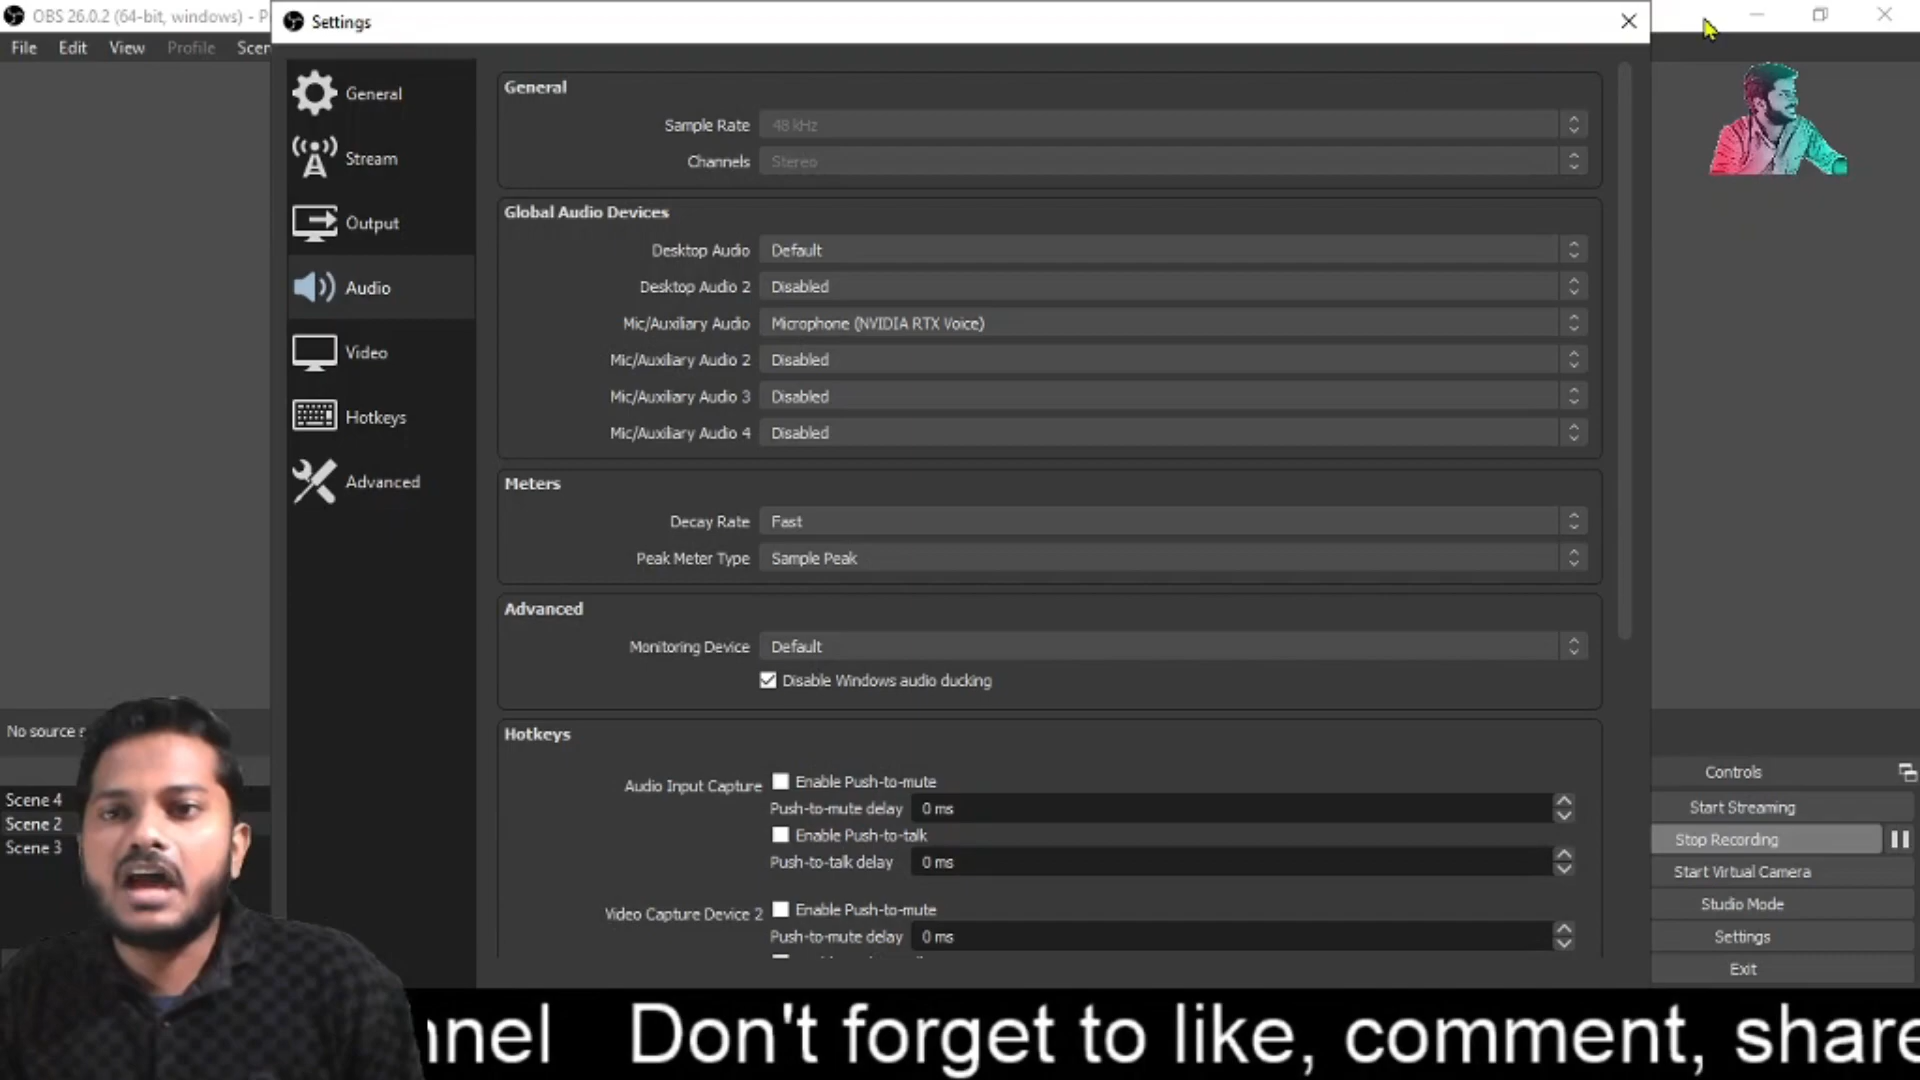 OBS 26.0.2 (64-bit, windows) - P
Settings
File Edit View Profile Scen
General
Stream
Output
Audio
Video
Hotkeys
Advanced
General
Sample Rate 48 kHz
Channels Stereo
Global Audio Devices
Desktop Audio Default
Desktop Audio 2 Disabled
Mic/Auxiliary Audio Microphone (NVIDIA RTX Voice)
Mic/Auxiliary Audio 2 Disabled
Mic/Auxiliary Audio 3 Disabled
Mic/Auxiliary Audio 4 Disabled
Meters
Decay Rate Fast
Peak Meter Type Sample Peak
Advanced
Monitoring Device Default
Disable Windows audio ducking
Hotkeys
Audio Input Capture Enable Push-to-mute
Push-to-mute delay 0 ms
Enable Push-to-talk
Push-to-talk delay 0 ms
Video Capture Device 2 Enable Push-to-mute
Push-to-mute delay 0 ms
No source s
Scene 4
Scene 2
Scene 3
Controls
Start Streaming
Stop Recording
Start Virtual Camera
Studio Mode
Settings
Exit
nnel Don't forget to like, comment, share